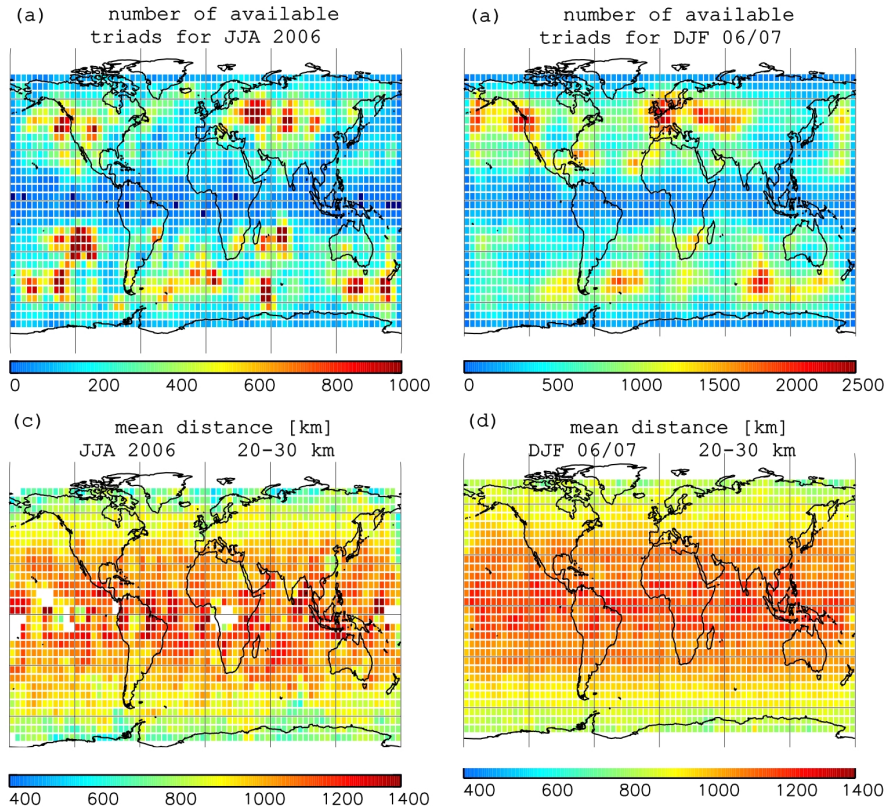 (a) number of available
triads for JJA 2006
0 200 400 600 800 1000
(a) number of available
triads for DJF 06/07
0 500 1000 1500 2000 2500
(c) mean distance [km]
JJA 2006 20-30 km
400 600 800 1000 1200 1400
(d) mean distance [km]
DJF 06/07 20-30 km
400 600 800 1000 1200 1400